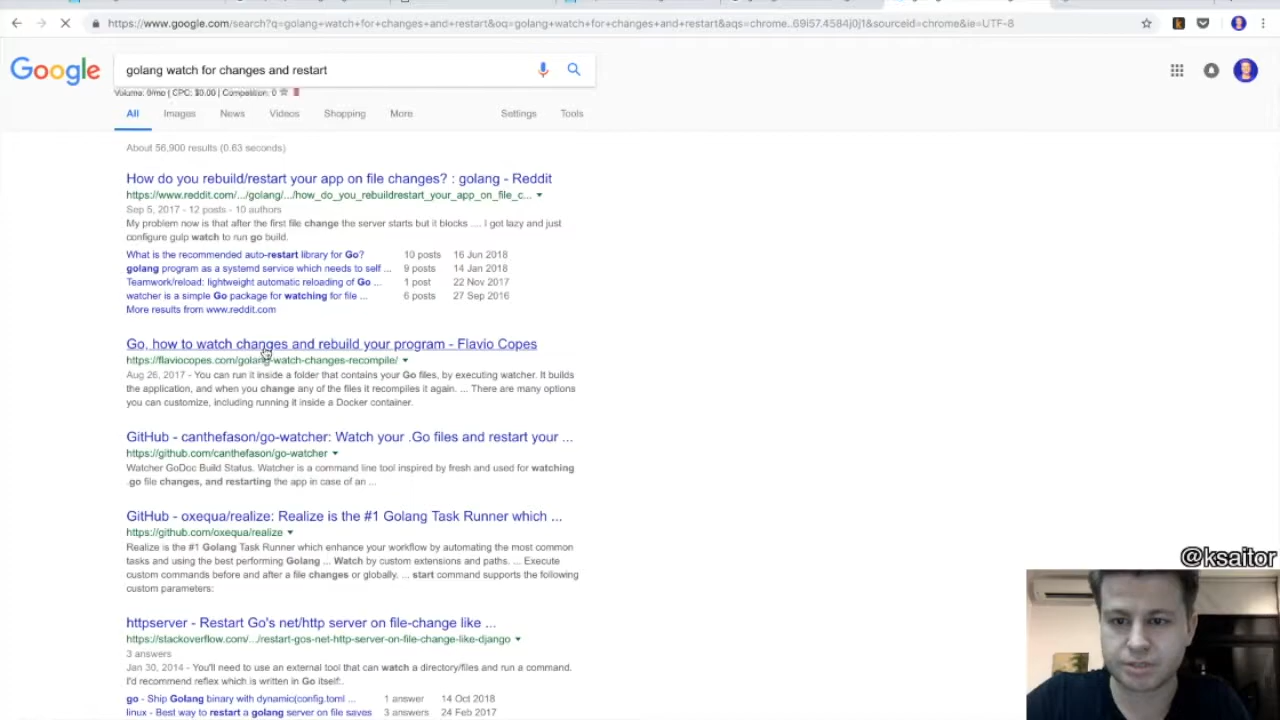 https://www.google.com/search?q=golang+watch+for+changes+and+restart&oq=golang+watch+for+changes+and+restart&aqs=chrome..69i57.4584j0j1&sourceid=chrome&ie=UTF-8
Google
golang watch for changes and restart
Volume: 0/mo | CPC: $0.00 | Competition: 0
All Images News Videos Shopping More Settings Tools
About 56,900 results (0.63 seconds)
How do you rebuild/restart your app on file changes? : golang - Reddit
https://www.reddit.com/.../golang/.../how_do_you_rebuildrestart_your_app_on_file_c...
Sep 5, 2017 - 12 posts - 10 authors
My problem now is that after the first file change the server starts but it blocks .... I got lazy and just
configure gulp watch to run go build.
What is the recommended auto-restart library for Go? 10 posts 16 Jun 2018
golang program as a systemd service which needs to self ... 9 posts 14 Jan 2018
Teamwork/reload: lightweight automatic reloading of Go ... 1 post 22 Nov 2017
watcher is a simple Go package for watching for file ... 6 posts 27 Sep 2016
More results from www.reddit.com
Go, how to watch changes and rebuild your program - Flavio Copes
https://flaviocopes.com/golang-watch-changes-recompile/
Aug 26, 2017 - You can run it inside a folder that contains your Go files, by executing watcher. It builds
the application, and when you change any of the files it recompiles it again. ... There are many options
you can customize, including running it inside a Docker container.
GitHub - canthefason/go-watcher: Watch your .Go files and restart your ...
https://github.com/canthefason/go-watcher
Watcher GoDoc Build Status. Watcher is a command line tool inspired by fresh and used for watching
.go file changes, and restarting the app in case of an ...
GitHub - oxequa/realize: Realize is the #1 Golang Task Runner which ...
https://github.com/oxequa/realize
Realize is the #1 Golang Task Runner which enhance your workflow by automating the most common
tasks and using the best performing Golang ... Watch by custom extensions and paths. ... Execute
custom commands before and after a file changes or globally. ... start command supports the following
custom parameters:
httpserver - Restart Go's net/http server on file-change like ...
https://stackoverflow.com/.../restart-gos-net-http-server-on-file-change-like-django
3 answers
Jan 30, 2014 - You'll need to use an external tool that can watch a directory/files and run a command.
I'd recommend reflex which is written in Go itself:.
go - Ship Golang binary with dynamic(config.toml ... 1 answer 14 Oct 2018
linux - Best way to restart a golang server on file saves 3 answers 24 Feb 2017
@ksaitor